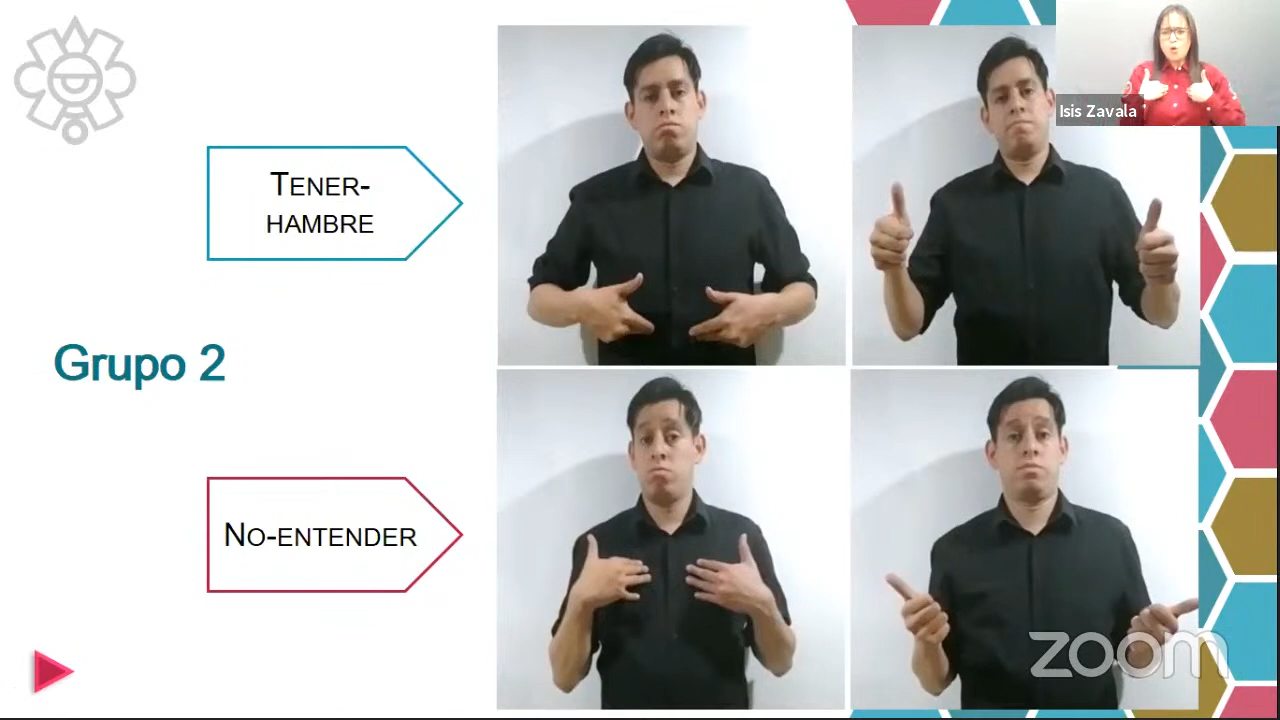 Isis Zavala
TENER-
HAMBRE
Grupo 2
NO-ENTENDER
zoom